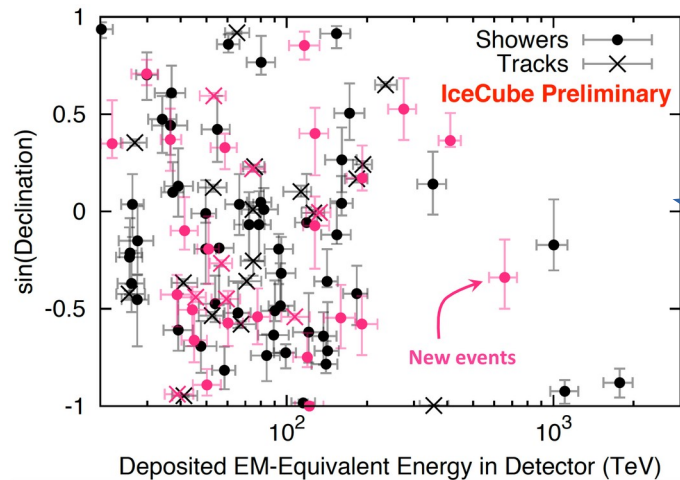 Showers
Tracks
IceCube Preliminary
1
0.5
0
-0.5
-1
sin(Declination)
New events
10²
10³
Deposited EM-Equivalent Energy in Detector (TeV)